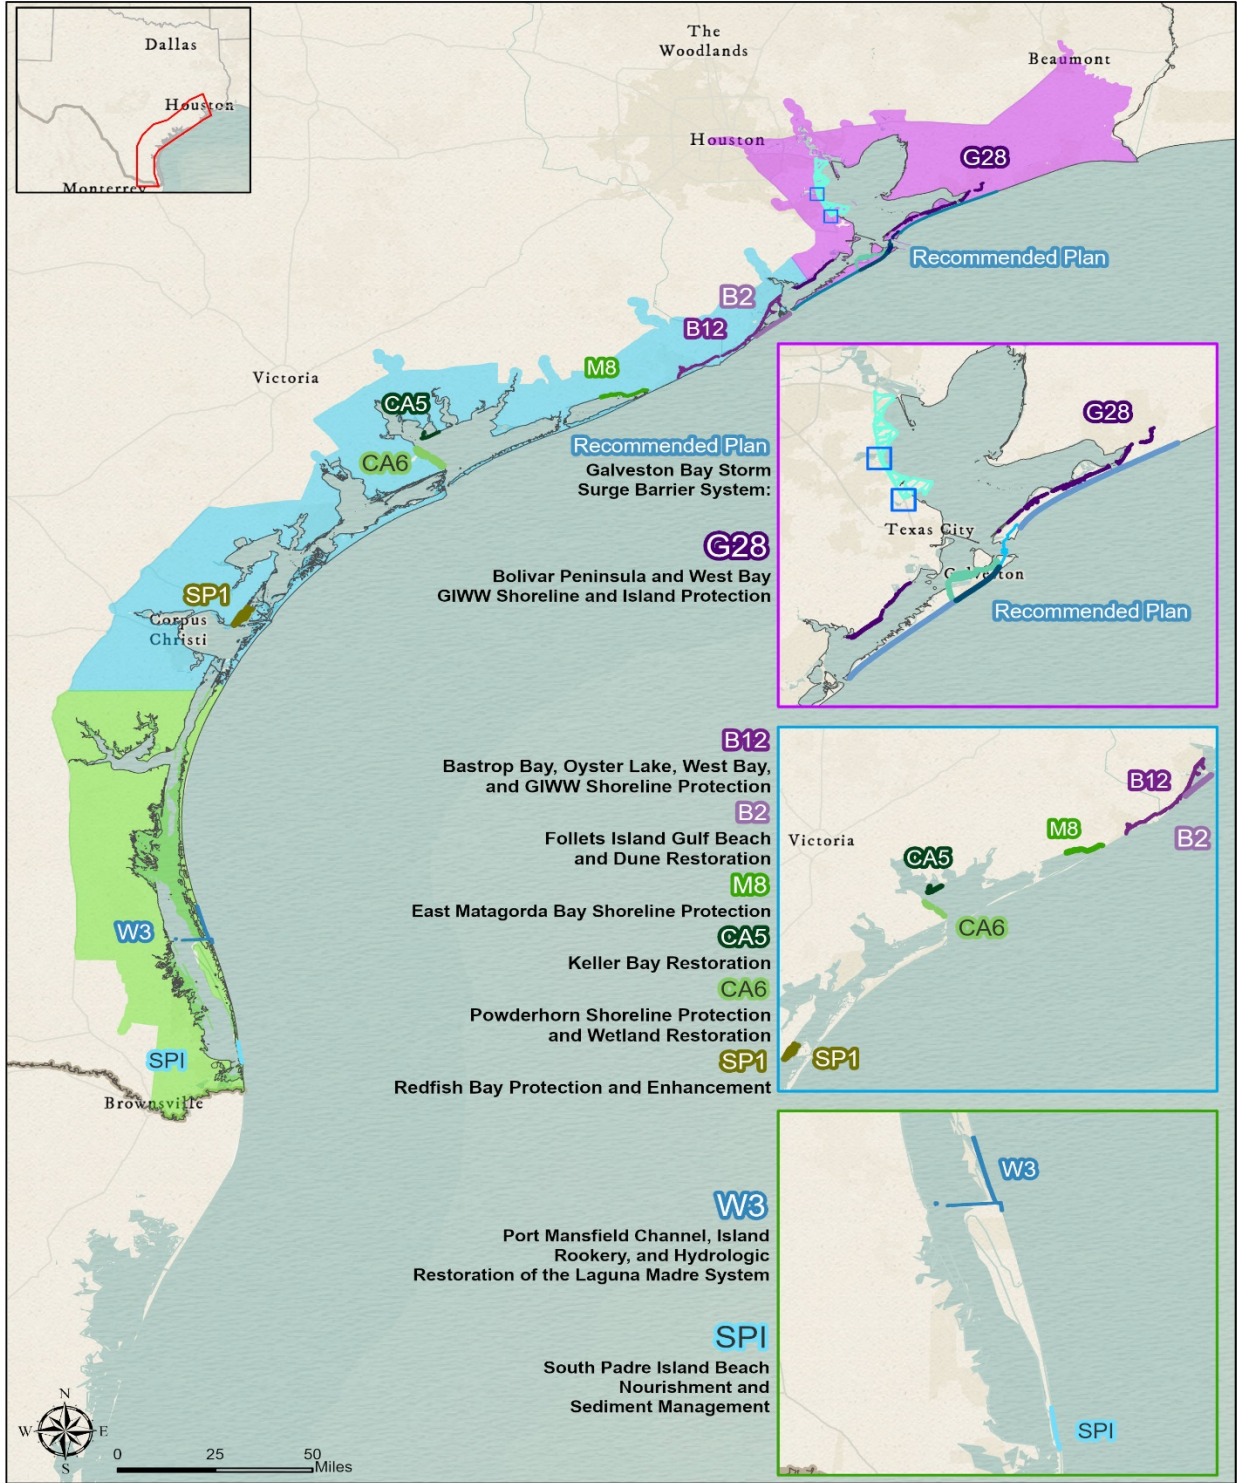 Dallas
Houston
Monterrey
The
Woodlands
Beaumont
Houston
G28
Recommended Plan
B2
B12
M8
Victoria
CA5
CA6
Recommended Plan
Galveston Bay Storm
Surge Barrier System:
G28
Bolivar Peninsula and West Bay
GIWW Shoreline and Island Protection
G28
Texas City
Galveston
Recommended Plan
SP1
Corpus
Christi
B12
Bastrop Bay, Oyster Lake, West Bay,
and GIWW Shoreline Protection
B2
Follets Island Gulf Beach
and Dune Restoration
M8
East Matagorda Bay Shoreline Protection
CA5
Keller Bay Restoration
CA6
Powderhorn Shoreline Protection
and Wetland Restoration
SP1
Redfish Bay Protection and Enhancement
B12
M8
B2
Victoria
CA5
CA6
SP1
W3
SPI
Brownsville
W3
Port Mansfield Channel, Island
Rookery, and Hydrologic
Restoration of the Laguna Madre System
SPI
South Padre Island Beach
Nourishment and
Sediment Management
W3
SPI
N
W E
S
0 25 50
Miles